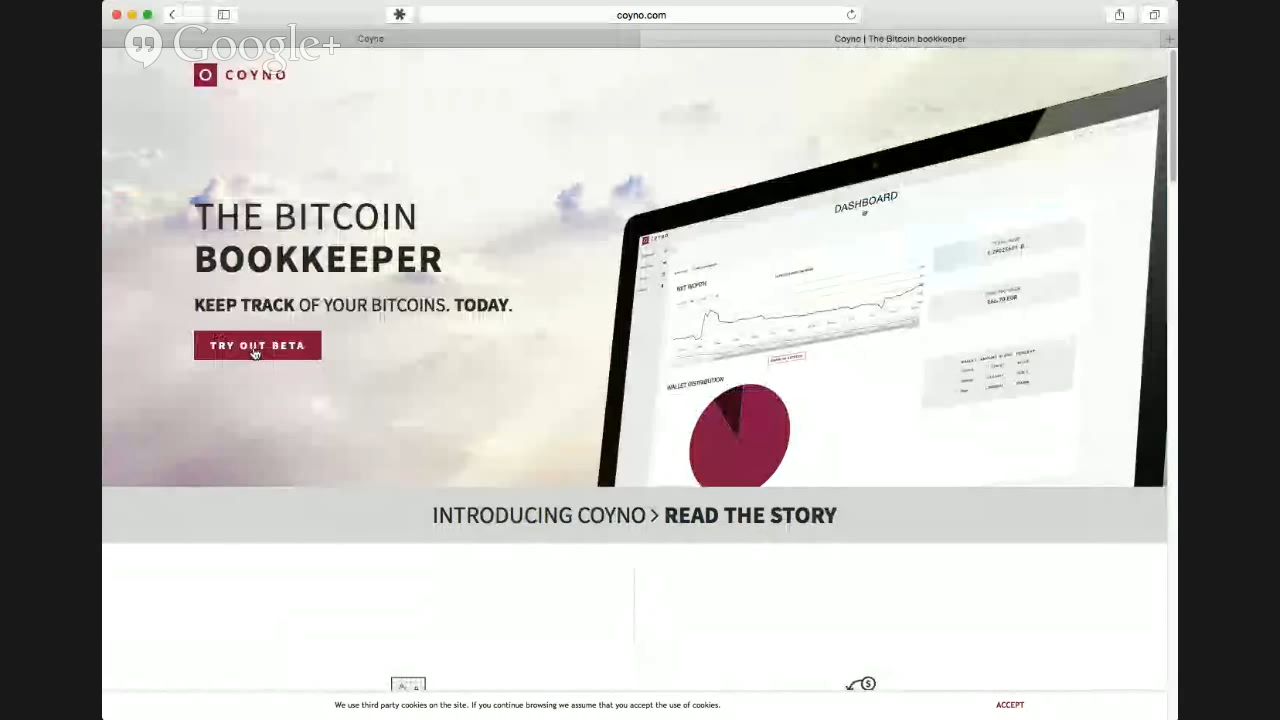 coyno.com
Google+
Coyno
Coyno | The Bitcoin bookkeeper
COYNO
THE BITCOIN
BOOKKEEPER
KEEP TRACK OF YOUR BITCOINS. TODAY.
TRY OUT BETA
DASHBOARD
NET WORTH
WALLET DISTRIBUTION
INTRODUCING COYNO > READ THE STORY
We use third party cookies on the site. If you continue browsing we assume that you accept the use of cookies.
ACCEPT